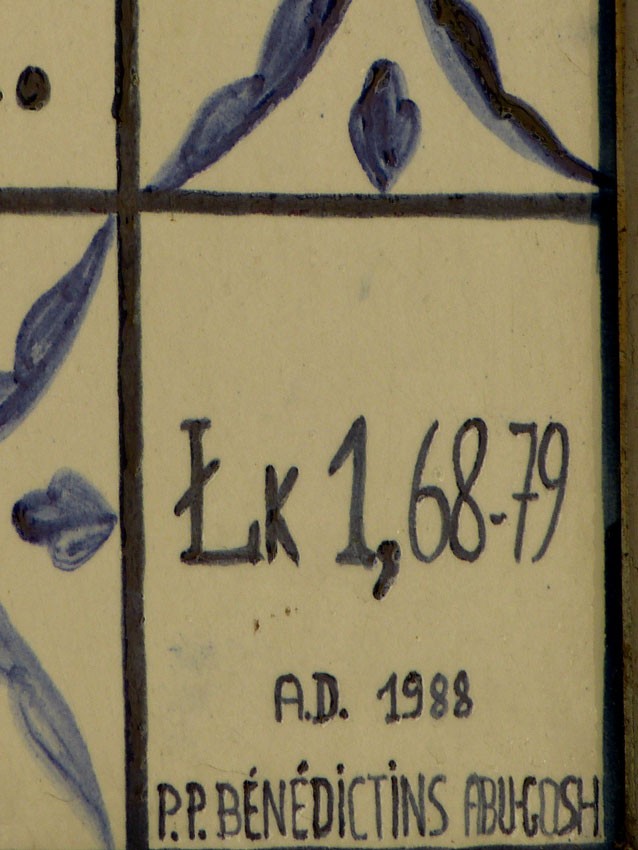 Łk 1,68-79
A.D. 1988
P.P. BÉNÉDICTINS ABU-GOSH